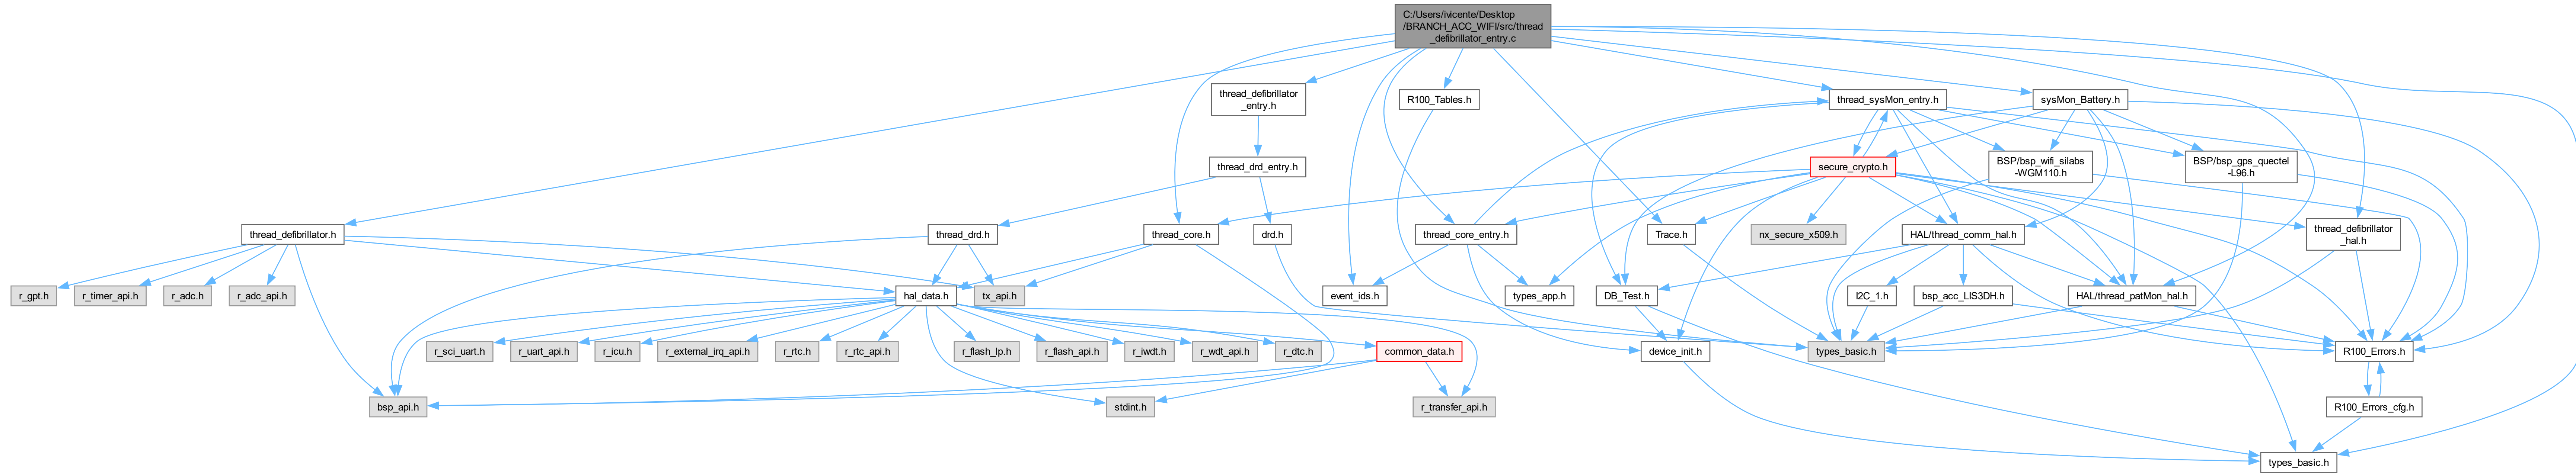 C:/Users/ivicente/Desktop
/BRANCH_ACC_WIFI/src/thread
_defibrillator_entry.c
thread_defibrillator
_entry.h
R100_Tables.h
thread_sysMon_entry.h
sysMon_Battery.h
thread_drd_entry.h
secure_crypto.h
BSP/bsp_wifi_silabs
-WGM110.h
BSP/bsp_gps_quectel
-L96.h
thread_defibrillator.h
thread_drd.h
thread_core.h
drd.h
thread_core_entry.h
Trace.h
nx_secure_x509.h
HAL/thread_comm_hal.h
thread_defibrillator
_hal.h
r_gpt.h
r_timer_api.h
r_adc.h
r_adc_api.h
hal_data.h
tx_api.h
event_ids.h
types_app.h
DB_Test.h
I2C_1.h
bsp_acc_LIS3DH.h
HAL/thread_patMon_hal.h
r_sci_uart.h
r_uart_api.h
r_icu.h
r_external_irq_api.h
r_rtc.h
r_rtc_api.h
r_flash_lp.h
r_flash_api.h
r_iwdt.h
r_wdt_api.h
r_dtc.h
common_data.h
device_init.h
types_basic.h
R100_Errors.h
bsp_api.h
stdint.h
r_transfer_api.h
R100_Errors_cfg.h
types_basic.h